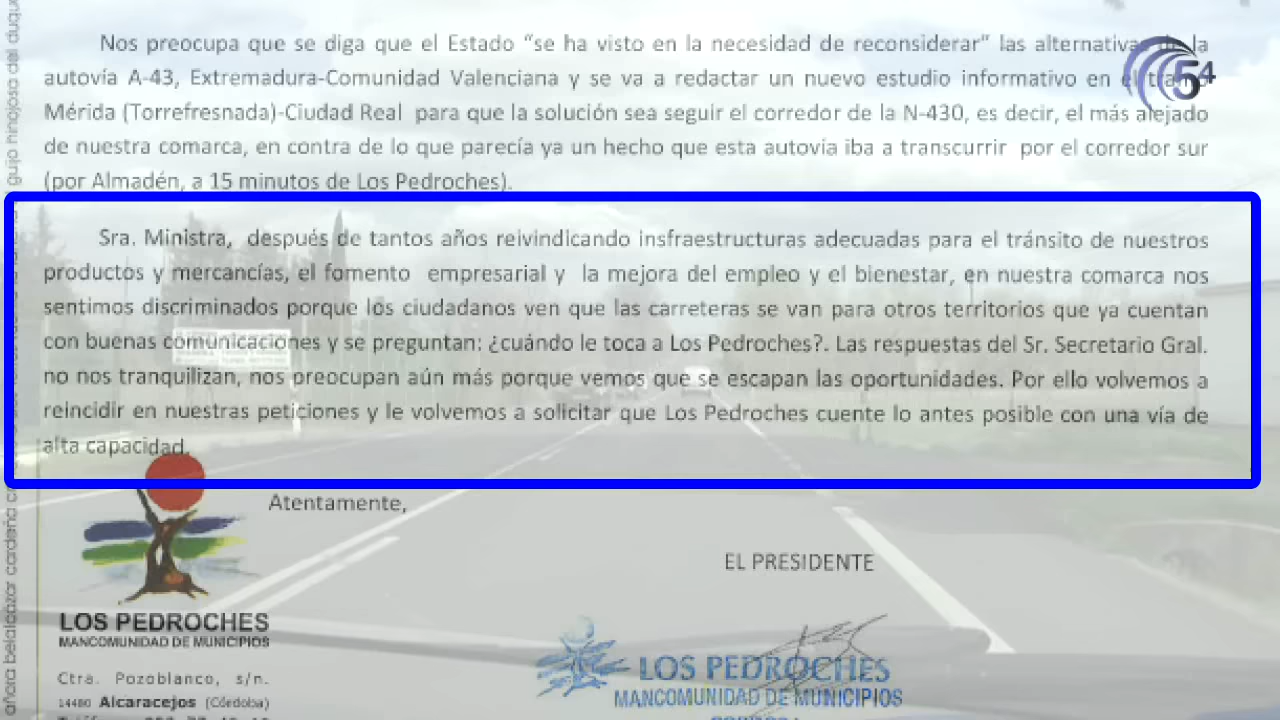 Nos preocupa que se diga que el Estado "se ha visto en la necesidad de reconsiderar" las alternativas de la
autovía A-43, Extremadura-Comunidad Valenciana y se va a redactar un nuevo estudio informativo en el tramo
Mérida (Torrefresnada)-Ciudad Real para que la solución sea seguir el corredor de la N-430, es decir, el más alejado
de nuestra comarca, en contra de lo que parecía ya un hecho que esta autovia iba a transcurrir por el corredor sur
(por Almadén, a 15 minutos de Los Pedroches).
54
Sra. Ministra, después de tantos años reivindicando insfraestructuras adecuadas para el tránsito de nuestros
productos y mercancías, el fomento empresarial y la mejora del empleo y el bienestar, en nuestra comarca nos
sentimos discriminados porque los ciudadanos ven que las carreteras se van para otros territorios que ya cuentan
con buenas comunicaciones y se preguntan: ¿cuándo le toca a Los Pedroches?. Las respuestas del Sr. Secretario Gral.
no nos tranquilizan, nos preocupan aún más porque vemos que se escapan las oportunidades. Por ello volvemos a
reincidir en nuestras peticiones y le volvemos a solicitar que Los Pedroches cuente lo antes posible con una vía de
alta capacidad.
Atentamente,
EL PRESIDENTE
LOS PEDROCHES
MANCOMUNIDAD DE MUNICIPIOS
Ctra. Pozoblanco, s/n.
14480 Alcaracejos (Córdoba)
LOS PEDROCHES
MANCOMUNIDAD DE MUNICIPIOS
añora belalcázar cardeña
guijo hinojosa del duque